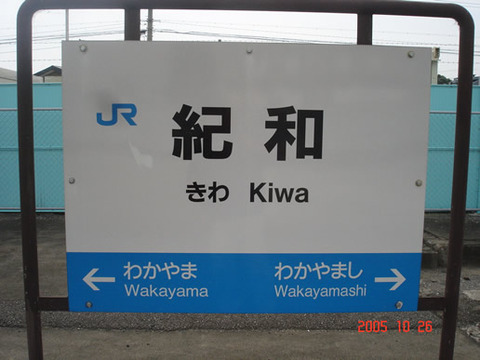 JR
紀和
きわ Kiwa
← わかやま わかやまし →
Wakayama Wakayamashi
2005 10 26